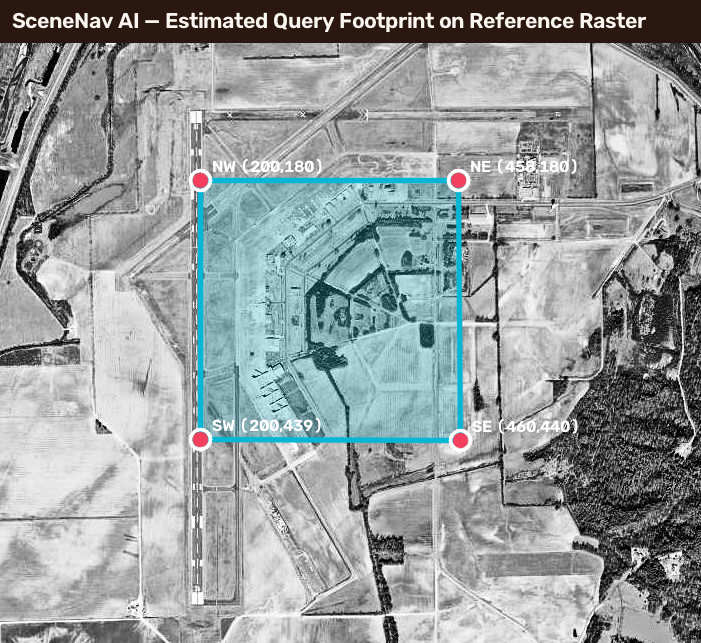 SceneNav AI — Estimated Query Footprint on Reference Raster
NW (200,180)
NE (458,180)
SW (200,439)
SE (460,440)